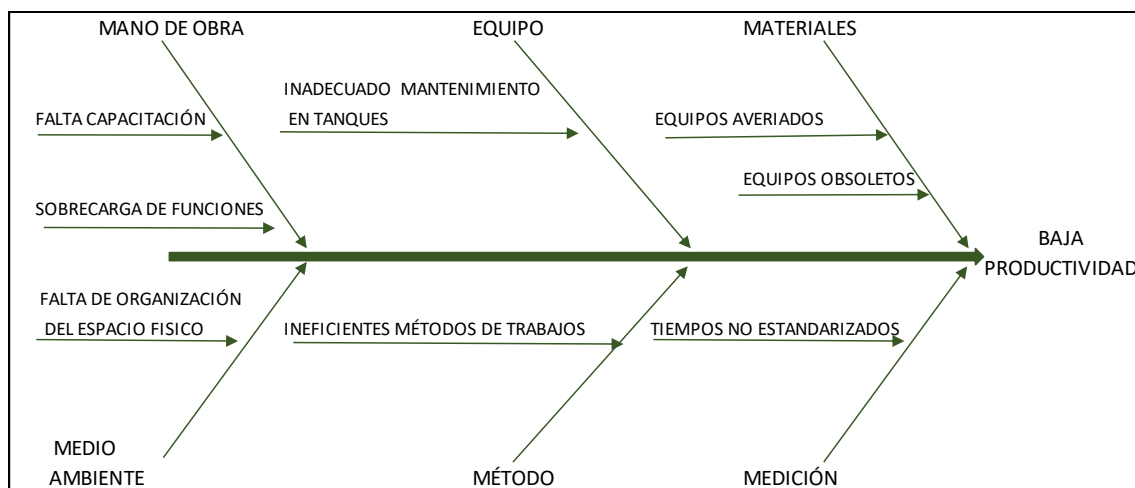 MANO DE OBRA
EQUIPO
MATERIALES
INADECUADO MANTENIMIENTO
EN TANQUES
FALTA CAPACITACIÓN
EQUIPOS AVERIADOS
EQUIPOS OBSOLETOS
SOBRECARGA DE FUNCIONES
BAJA
PRODUCTIVIDAD
FALTA DE ORGANIZACIÓN
DEL ESPACIO FISICO
INEFICIENTES MÉTODOS DE TRABAJOS
TIEMPOS NO ESTANDARIZADOS
MEDIO
AMBIENTE
MÉTODO
MEDICIÓN